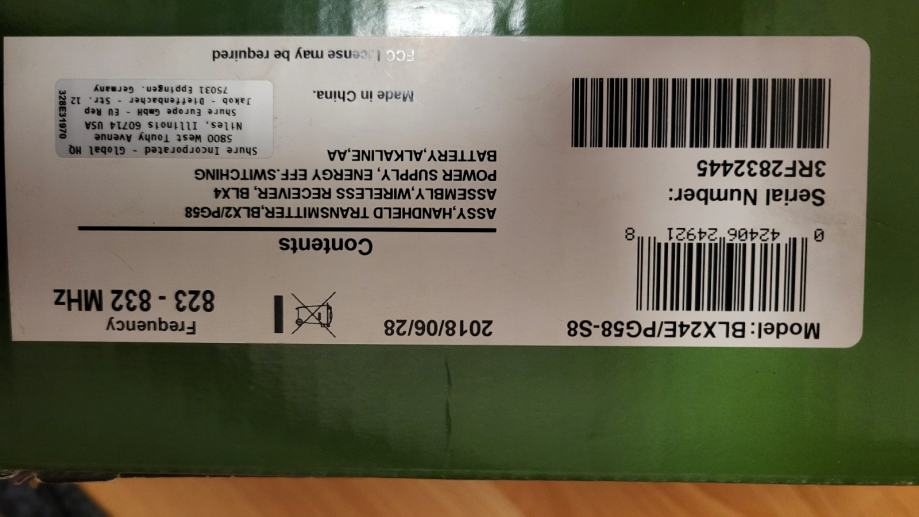 Model: BLX24E/PG58-S8
2018/06/28
Frequency
823 - 832 MHz
0 42406 24921 8
Serial Number:
3RF2832445
Contents
ASSY,HANDHELD TRANSMITTER,BLX2/PG58
ASSEMBLY,WIRELESS RECEIVER, BLX4
POWER SUPPLY, ENERGY EFF.SWITCHING
BATTERY,ALKALINE,AA
Made in China.
FCC License may be required
Shure Incorporated - Global HQ
5800 West Touhy Avenue
Niles, Illinois 60714 USA
Shure Europe GmbH - EU Rep
Jakob - Dieffenbacher - Str. 12
75031 Eppingen. Germany
328E31970